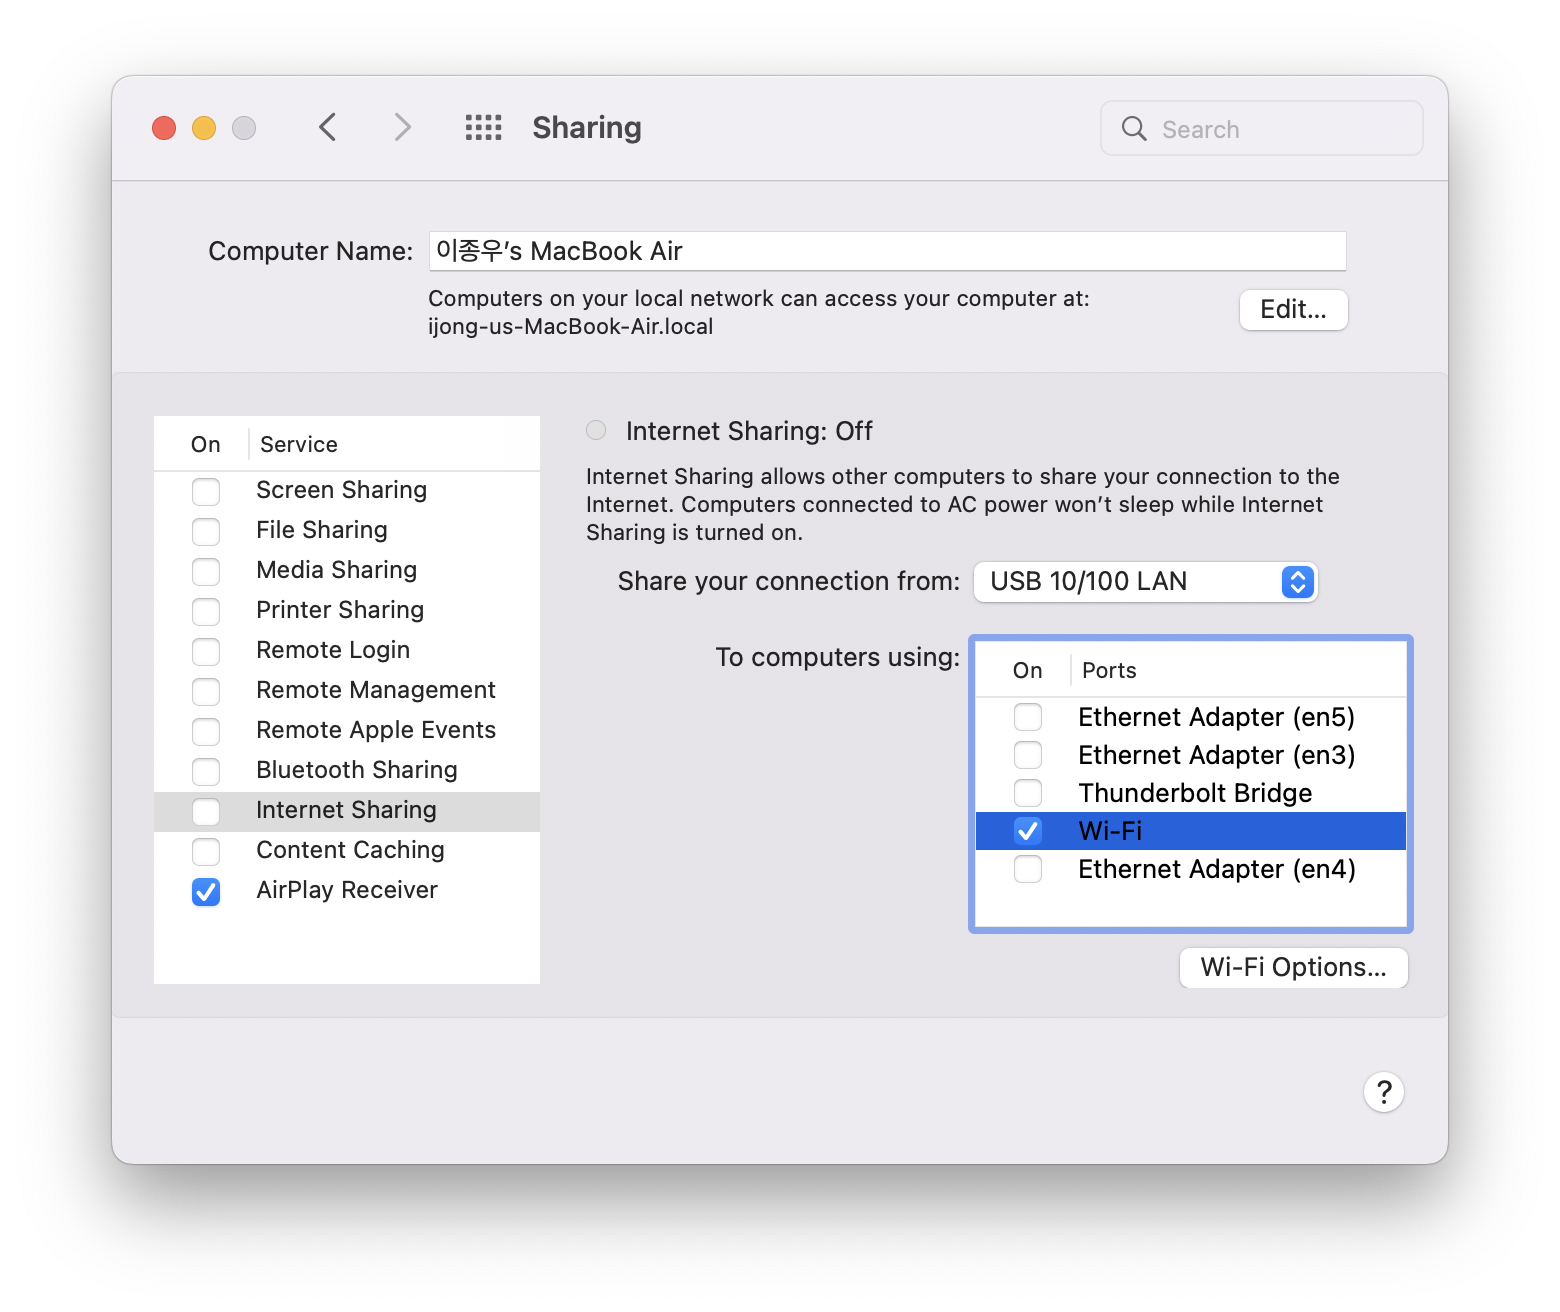 Sharing
Search
Computer Name:
이종우’s MacBook Air
Computers on your local network can access your computer at:
ijong-us-MacBook-Air.local
Edit...
On
Service
Screen Sharing
File Sharing
Media Sharing
Printer Sharing
Remote Login
Remote Management
Remote Apple Events
Bluetooth Sharing
Internet Sharing
Content Caching
AirPlay Receiver
Internet Sharing: Off
Internet Sharing allows other computers to share your connection to the
Internet. Computers connected to AC power won’t sleep while Internet
Sharing is turned on.
Share your connection from:
USB 10/100 LAN
To computers using:
On
Ports
Ethernet Adapter (en5)
Ethernet Adapter (en3)
Thunderbolt Bridge
Wi-Fi
Ethernet Adapter (en4)
Wi-Fi Options...
?